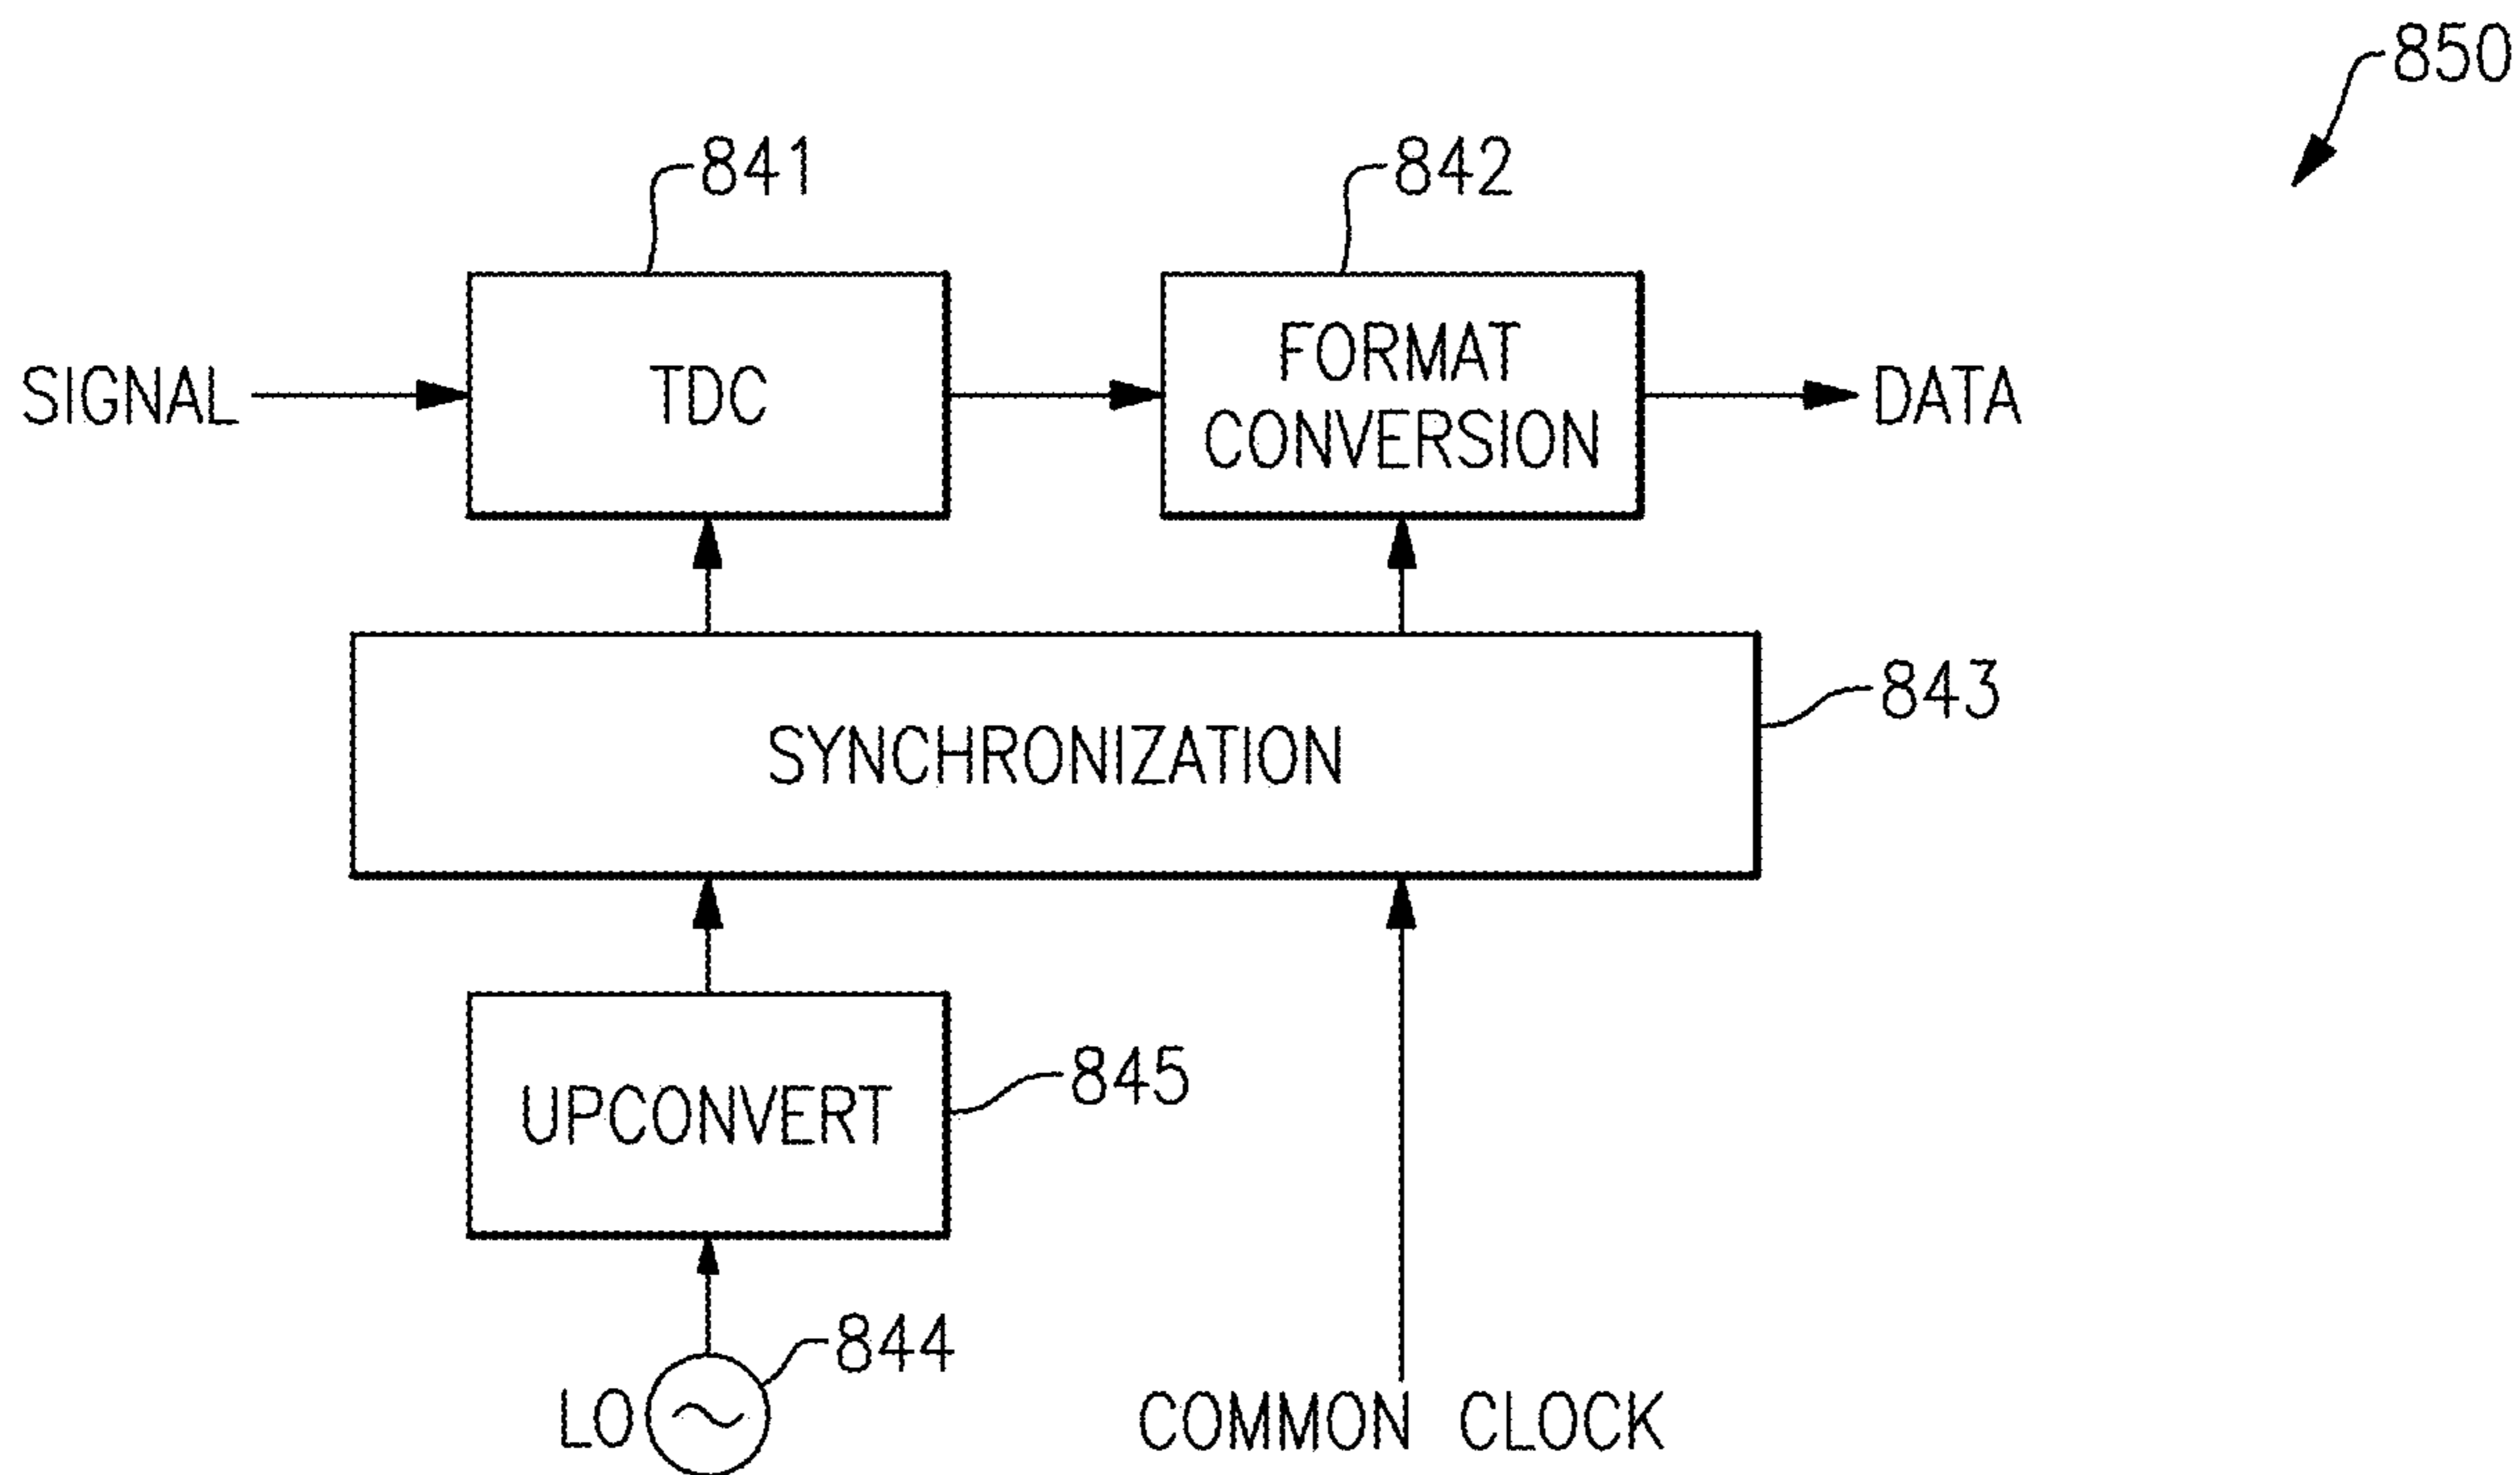 850
841
842
SIGNAL
TDC
FORMAT
CONVERSION
DATA
843
SYNCHRONIZATION
845
UPCONVERT
844
LO
COMMON CLOCK